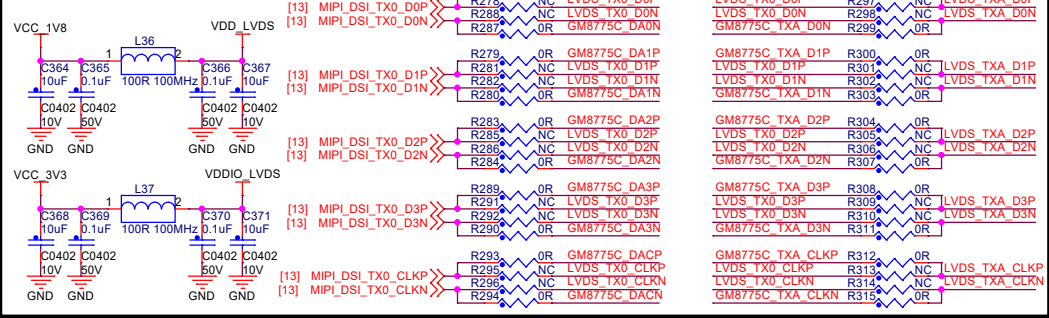 [13] MIPI_DSI_TX0_D0P R278 NC LVDS_TX0_D0P LVDS_TX0_D0P R297 NC LVDS_TXA_D0P
[13] MIPI_DSI_TX0_D0N R288 NC LVDS_TX0_D0N LVDS_TX0_D0N R298 NC LVDS_TXA_D0N
R287 0R GM8775C_DA0N GM8775C_TXA_D0N R299 0R
VCC_1V8 VDD_LVDS
L36
1 2
100R 100MHz
C364 C365 C366 C367
10uF 0.1uF 0.1uF 10uF
C0402 C0402 C0402 C0402
10V 50V 50V 10V
GND GND GND GND
R279 0R GM8775C_DA1P GM8775C_TXA_D1P R300 0R
[13] MIPI_DSI_TX0_D1P R281 NC LVDS_TX0_D1P LVDS_TX0_D1P R301 NC LVDS_TXA_D1P
[13] MIPI_DSI_TX0_D1N R282 NC LVDS_TX0_D1N LVDS_TX0_D1N R302 NC LVDS_TXA_D1N
R280 0R GM8775C_DA1N GM8775C_TXA_D1N R303 0R
R283 0R GM8775C_DA2P GM8775C_TXA_D2P R304 0R
[13] MIPI_DSI_TX0_D2P R285 NC LVDS_TX0_D2P LVDS_TX0_D2P R305 NC LVDS_TXA_D2P
[13] MIPI_DSI_TX0_D2N R286 NC LVDS_TX0_D2N LVDS_TX0_D2N R306 NC LVDS_TXA_D2N
R284 0R GM8775C_DA2N GM8775C_TXA_D2N R307 0R
VCC_3V3 VDDIO_LVDS
L37
1 2
100R 100MHz
C368 C369 C370 C371
10uF 0.1uF 0.1uF 10uF
C0402 C0402 C0402 C0402
10V 50V 50V 10V
GND GND GND GND
R289 0R GM8775C_DA3P GM8775C_TXA_D3P R308 0R
[13] MIPI_DSI_TX0_D3P R291 NC LVDS_TX0_D3P LVDS_TX0_D3P R309 NC LVDS_TXA_D3P
[13] MIPI_DSI_TX0_D3N R292 NC LVDS_TX0_D3N LVDS_TX0_D3N R310 NC LVDS_TXA_D3N
R290 0R GM8775C_DA3N GM8775C_TXA_D3N R311 0R
R293 0R GM8775C_DACP GM8775C_TXA_CLKP R312 0R
[13] MIPI_DSI_TX0_CLKP R295 NC LVDS_TX0_CLKP LVDS_TX0_CLKP R313 NC LVDS_TXA_CLKP
[13] MIPI_DSI_TX0_CLKN R296 NC LVDS_TX0_CLKN LVDS_TX0_CLKN R314 NC LVDS_TXA_CLKN
R294 0R GM8775C_DACN GM8775C_TXA_CLKN R315 0R